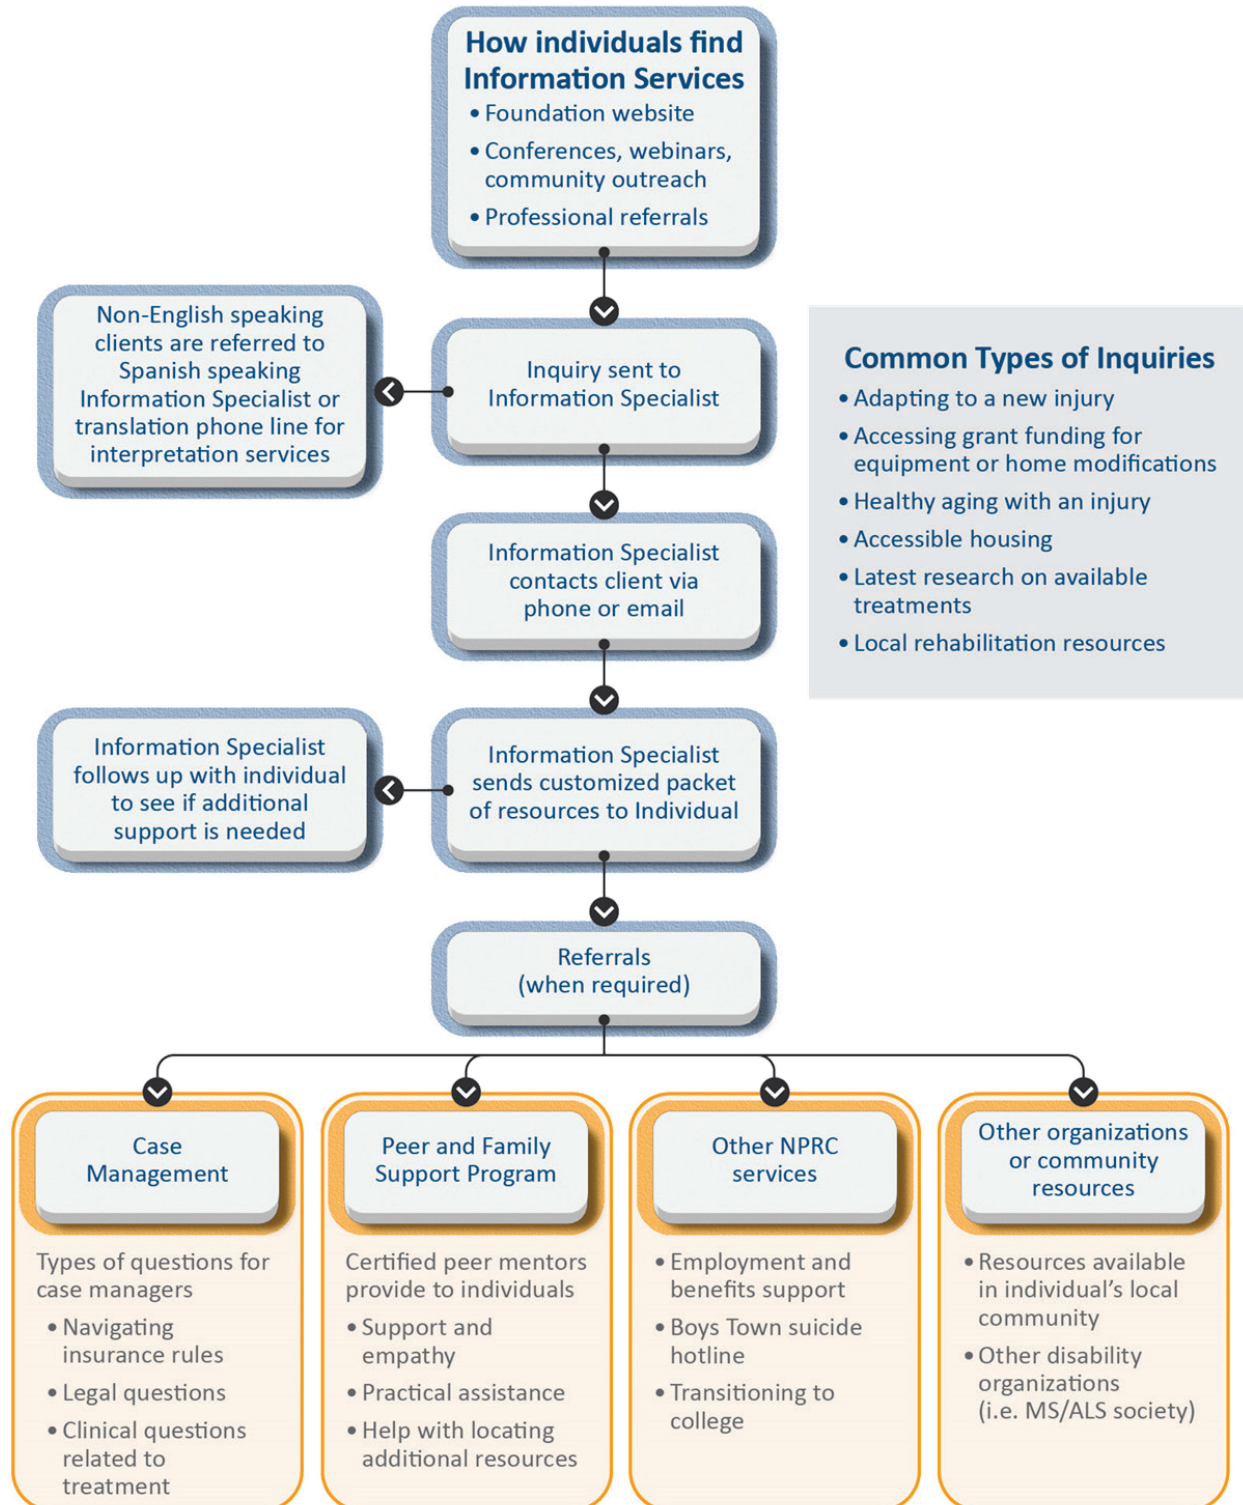 How individuals find
Information Services
• Foundation website
• Conferences, webinars,
community outreach
• Professional referrals
Non-English speaking
clients are referred to
Spanish speaking
Information Specialist or
translation phone line for
interpretation services
Inquiry sent to
Information Specialist
Common Types of Inquiries
• Adapting to a new injury
• Accessing grant funding for
equipment or home modifications
• Healthy aging with an injury
• Accessible housing
• Latest research on available
treatments
• Local rehabilitation resources
Information Specialist
contacts client via
phone or email
Information Specialist
follows up with individual
to see if additional
support is needed
Information Specialist
sends customized packet
of resources to Individual
Referrals
(when required)
Case
Management
Types of questions for
case managers
• Navigating
insurance rules
• Legal questions
• Clinical questions
related to
treatment
Peer and Family
Support Program
Certified peer mentors
provide to individuals
• Support and
empathy
• Practical assistance
• Help with locating
additional resources
Other NPRC
services
• Employment and
benefits support
• Boys Town suicide
hotline
• Transitioning to
college
Other organizations
or community
resources
• Resources available
in individual's local
community
• Other disability
organizations
(i.e. MS/ALS society)